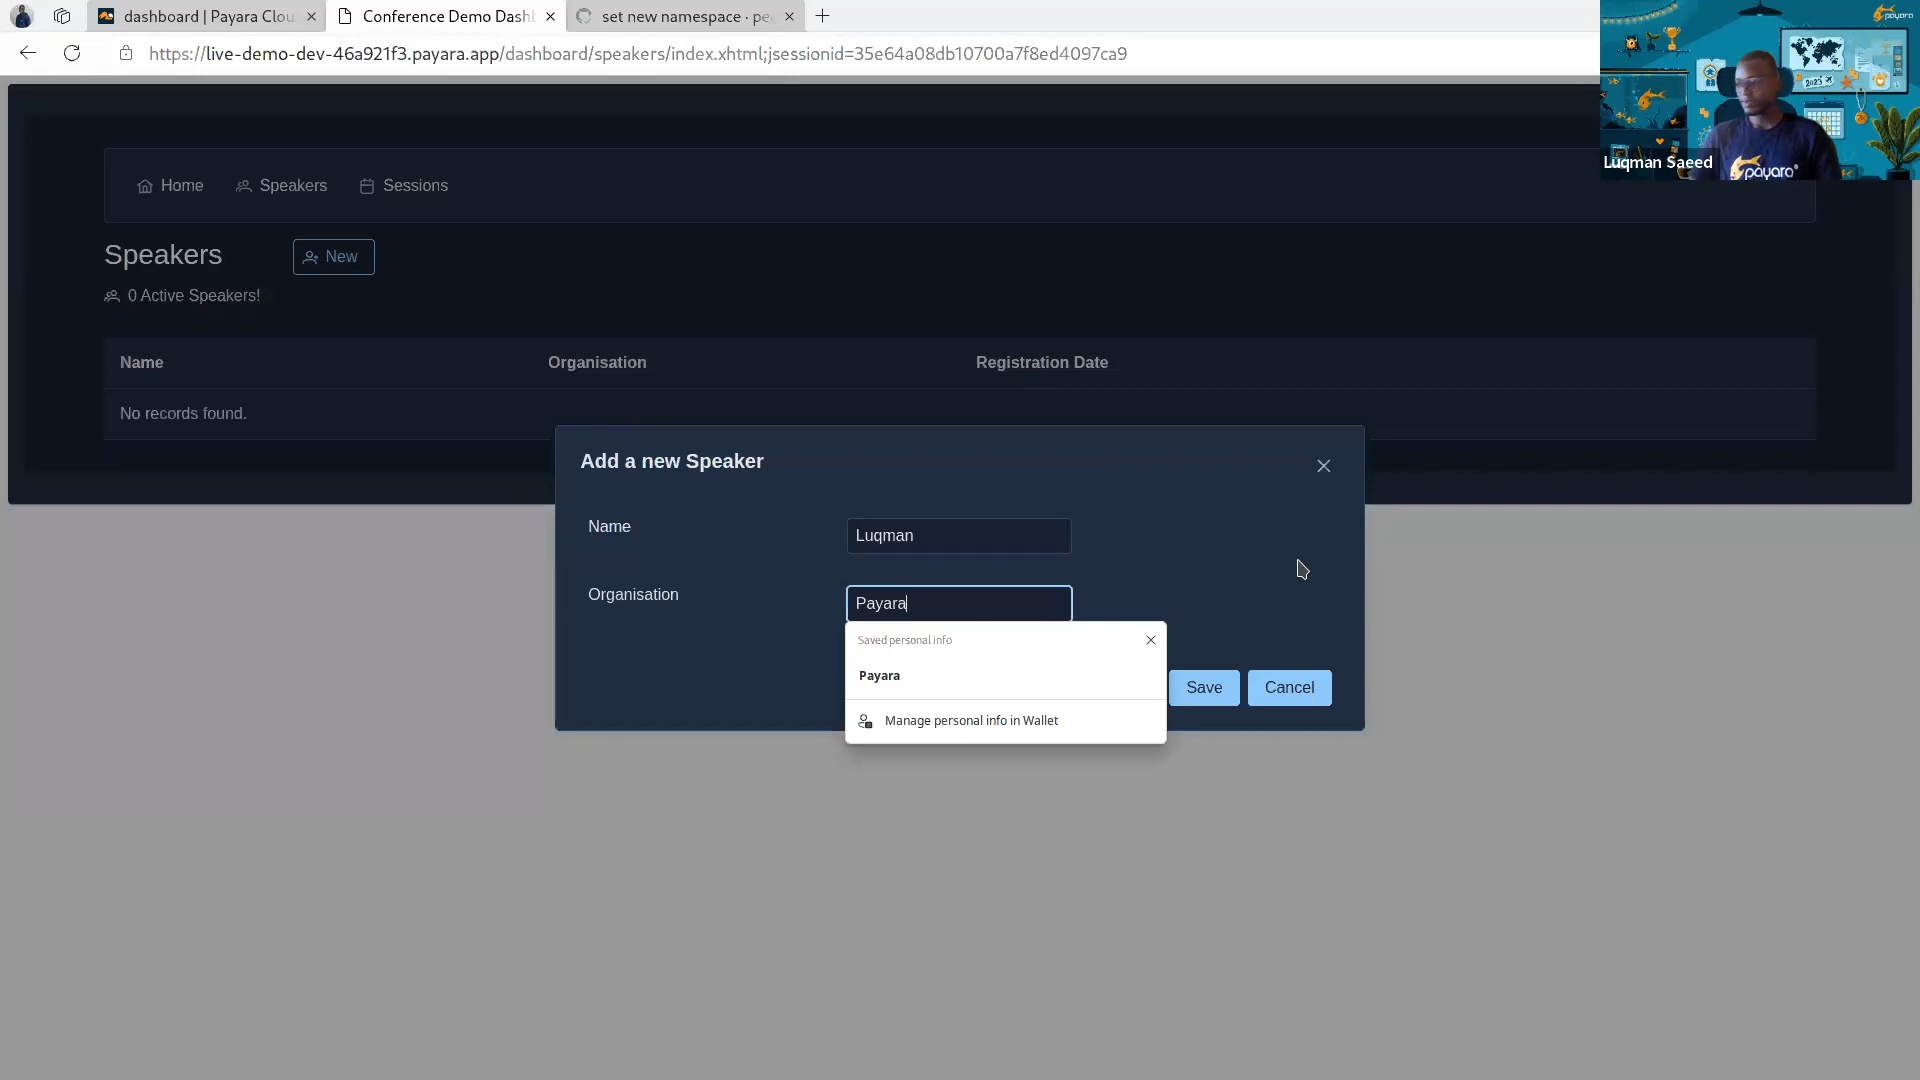 dashboard | Payara Clou
Conference Demo Dash
set new namespace · pe
https://live-demo-dev-46a921f3.payara.app/dashboard/speakers/index.xhtml;jsessionid=35e64a08db10700a7f8ed4097ca9
payara
2023
Luqman Saeed
payara
Home
Speakers
Sessions
Speakers
New
0 Active Speakers!
Name
Organisation
Registration Date
No records found.
Add a new Speaker
Name
Luqman
Organisation
Payara
Saved personal info
Payara
Manage personal info in Wallet
Save
Cancel